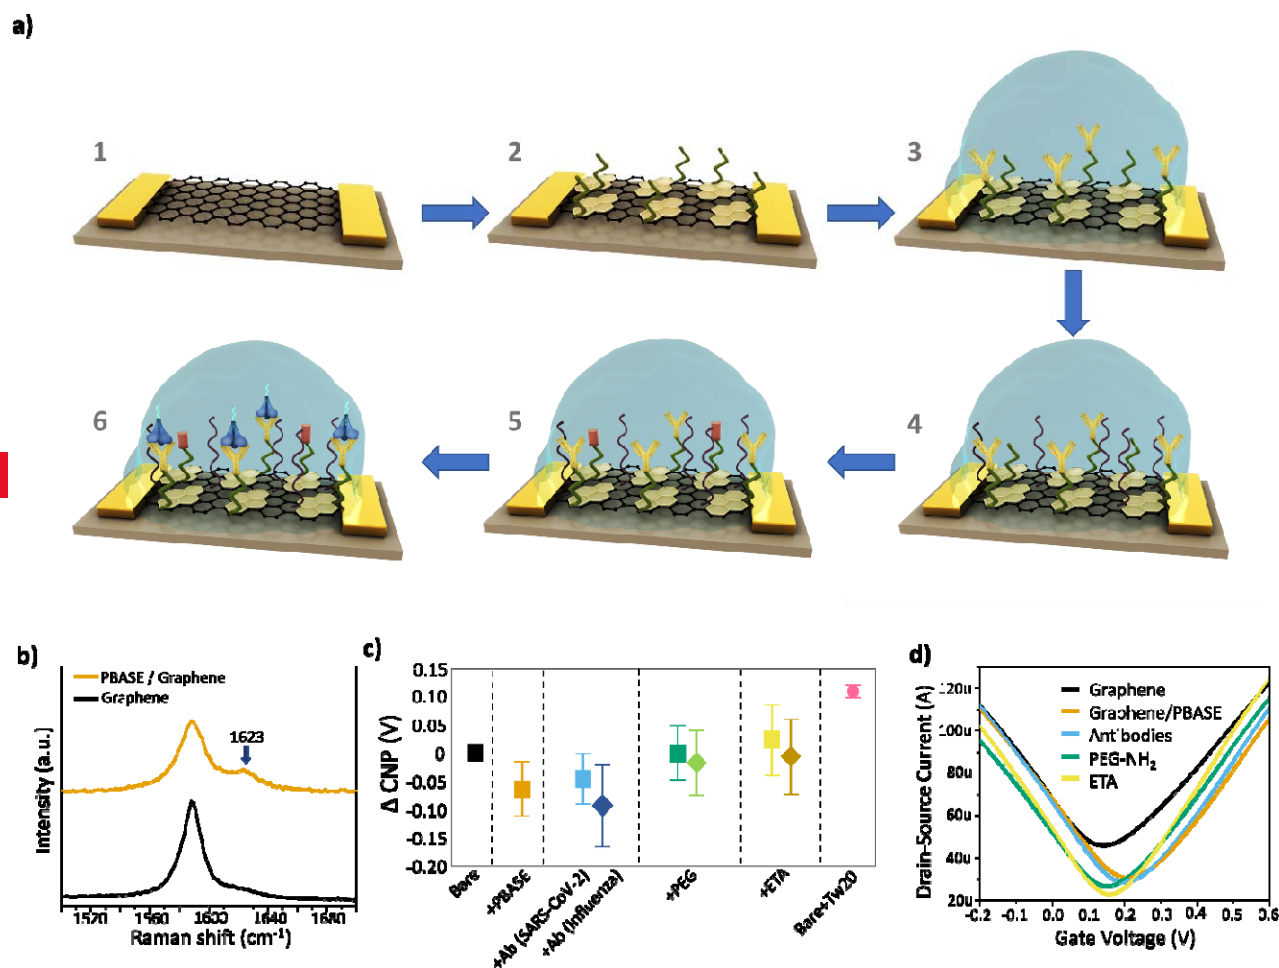 a)
1
2
3
6
5
4
b)
PBASE / Graphene
Graphene
1623
Intensity (a.u.)
1520
1560
1600
1640
1680
Raman shift (cm⁻¹)
c)
0.15
0.10
0.05
0
-0.05
-0.10
-0.15
-0.20
Δ CNP (V)
Bare
+PBASE
+Ab (SARS-CoV-2)
+Ab (Influenza)
+PEG
+ETA
Bare+Tw20
d)
Graphene
Graphene/PBASE
Antibodies
PEG-NH₂
ETA
120u
100u
80u
60u
40u
20u
Drain-Source Current (A)
-0.2
-0.1
0.0
0.1
0.2
0.3
0.4
0.5
0.6
Gate Voltage (V)